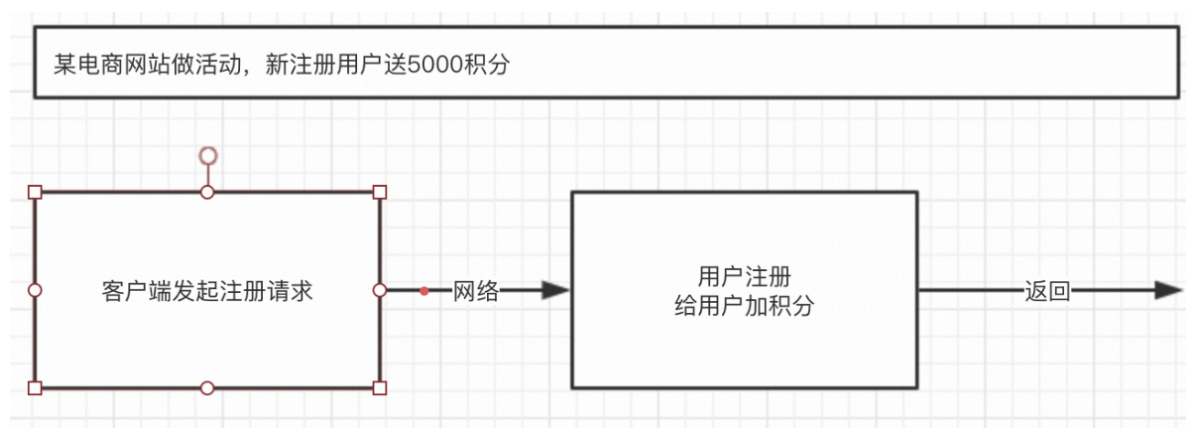 某电商网站做活动，新注册用户送5000积分
客户端发起注册请求
网络
用户注册
给用户加积分
返回